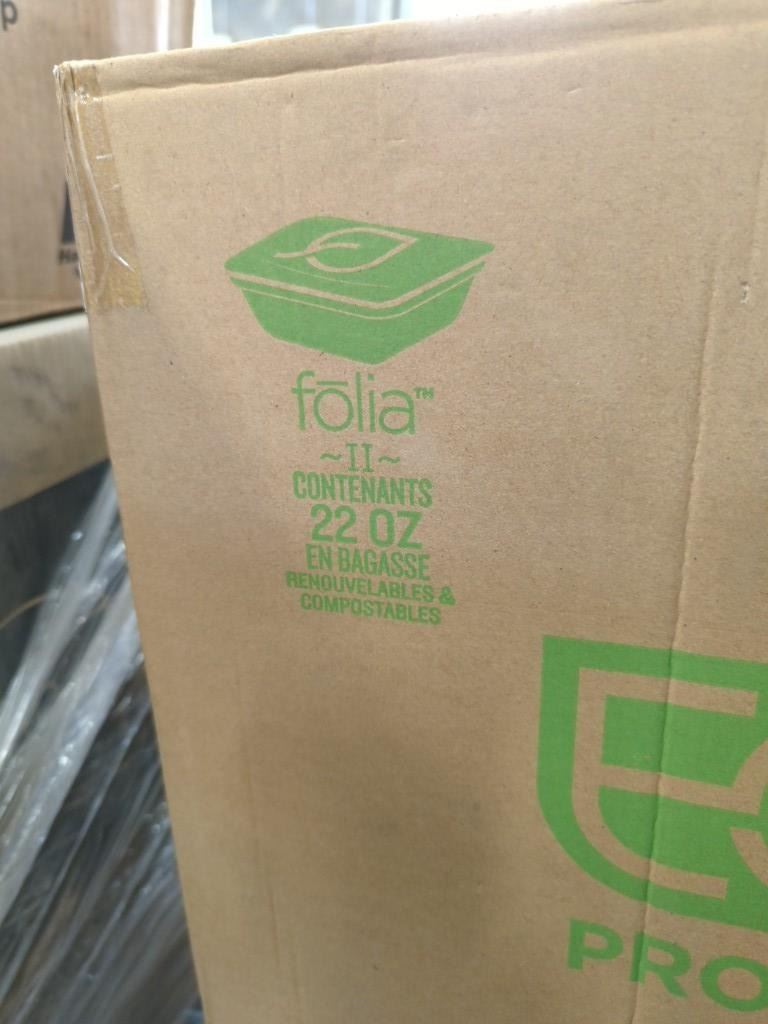 p
fōlia™
~II~
CONTENANTS
22 OZ
EN BAGASSE
RENOUVELABLES &
COMPOSTABLES
E
PRO